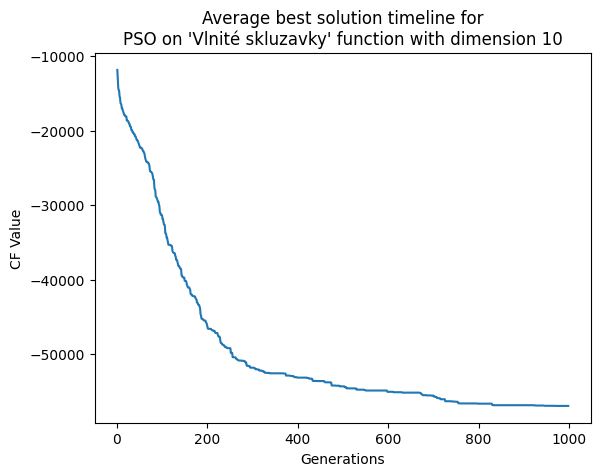 Average best solution timeline for
PSO on 'Vlnité skluzavky' function with dimension 10
−10000
−20000
−30000
−40000
−50000
CF Value
0 200 400 600 800 1000
Generations